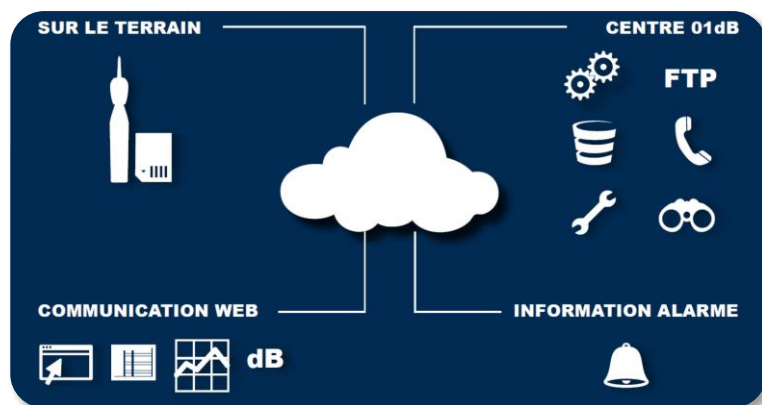 SUR LE TERRAIN
CENTRE 01dB
FTP
COMMUNICATION WEB
INFORMATION ALARME
dB